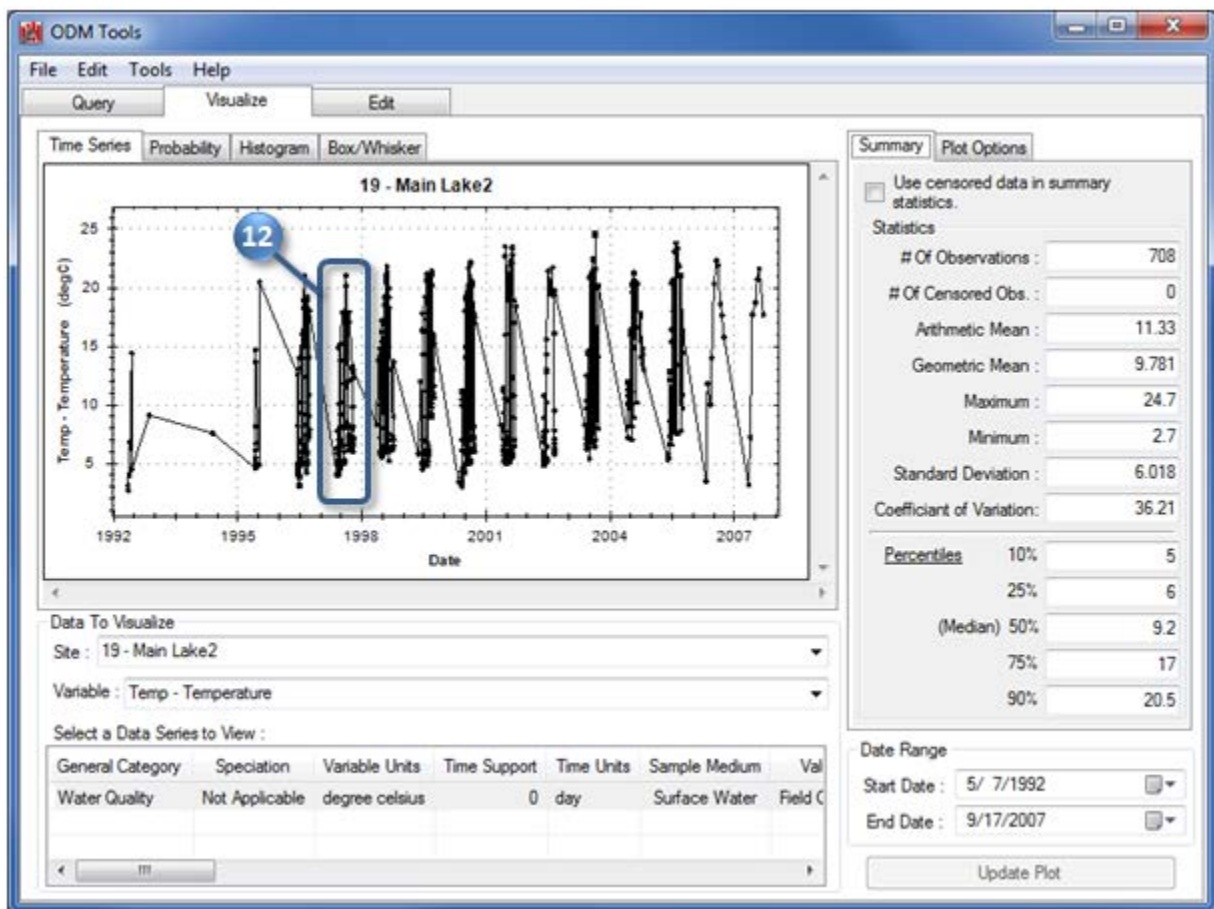 ODM Tools
File Edit Tools Help
Query Visualize Edit
Time Series Probability Histogram Box/Whisker
19 - Main Lake2
12
Temp - Temperature (degC)
25
20
15
10
5
1992 1995 1998 2001 2004 2007
Date
Data To Visualize
Site : 19 - Main Lake2
Variable : Temp - Temperature
Select a Data Series to View :
General Category Speciation Variable Units Time Support Time Units Sample Medium Val
Water Quality Not Applicable degree celsius 0 day Surface Water Field C
Summary Plot Options
Use censored data in summary
statistics.
Statistics
# Of Observations : 708
# Of Censored Obs. : 0
Arithmetic Mean : 11.33
Geometric Mean : 9.781
Maximum : 24.7
Minimum : 2.7
Standard Deviation : 6.018
Coefficiant of Variation: 36.21
Percentiles 10% 5
25% 6
(Median) 50% 9.2
75% 17
90% 20.5
Date Range
Start Date : 5/ 7/1992
End Date : 9/17/2007
Update Plot